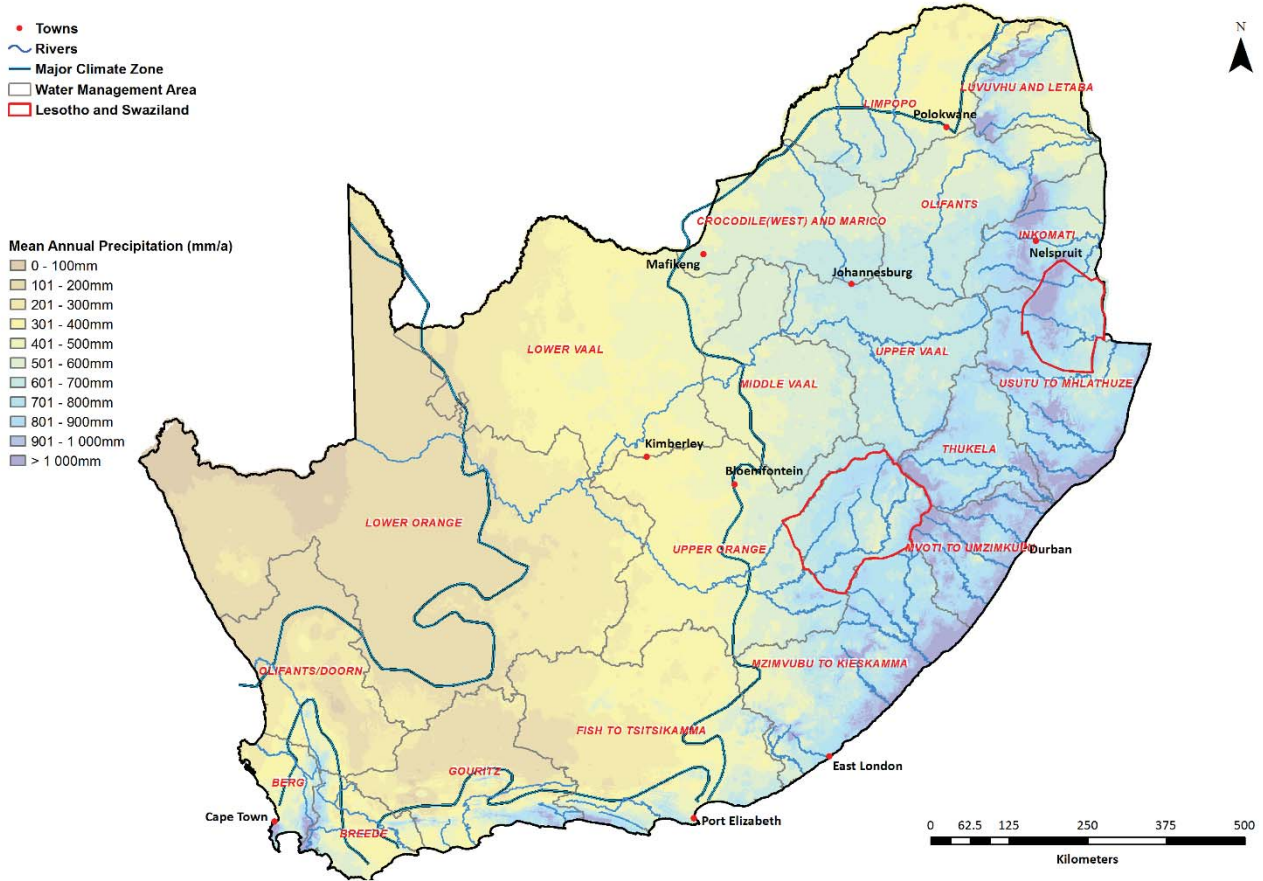 Towns
Rivers
Major Climate Zone
Water Management Area
Lesotho and Swaziland
N
Mean Annual Precipitation (mm/a)
0 - 100mm
101 - 200mm
201 - 300mm
301 - 400mm
401 - 500mm
501 - 600mm
601 - 700mm
701 - 800mm
801 - 900mm
901 - 1 000mm
> 1 000mm
LUVUVHU AND LETABA
LIMPOPO
Polokwane
OLIFANTS
CROCODILE(WEST) AND MARICO
INKOMATI
Nelspruit
Mafikeng
Johannesburg
LOWER VAAL
UPPER VAAL
MIDDLE VAAL
USUTU TO MHLATHUZE
Kimberley
THUKELA
Bloemfontein
LOWER ORANGE
UPPER ORANGE
MVOTI TO UMZIMKULU
Durban
OLIFANTS/DOORN
MZIMVUBU TO KIESKAMMA
FISH TO TSITSIKAMMA
East London
GOURITZ
BERG
Cape Town
BREEDE
Port Elizabeth
0 62.5 125 250 375 500
Kilometers